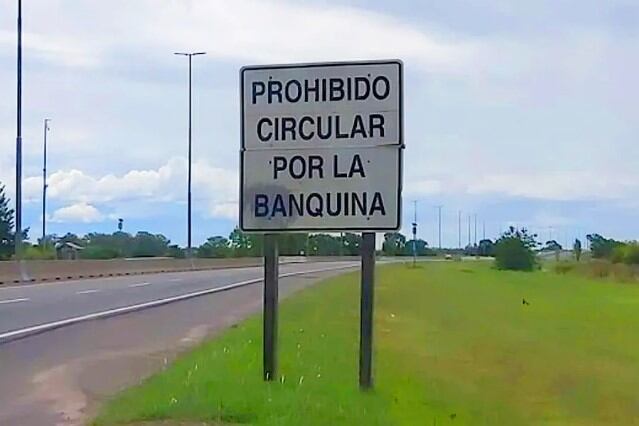 PROHIBIDO
CIRCULAR
POR LA
BANQUINA